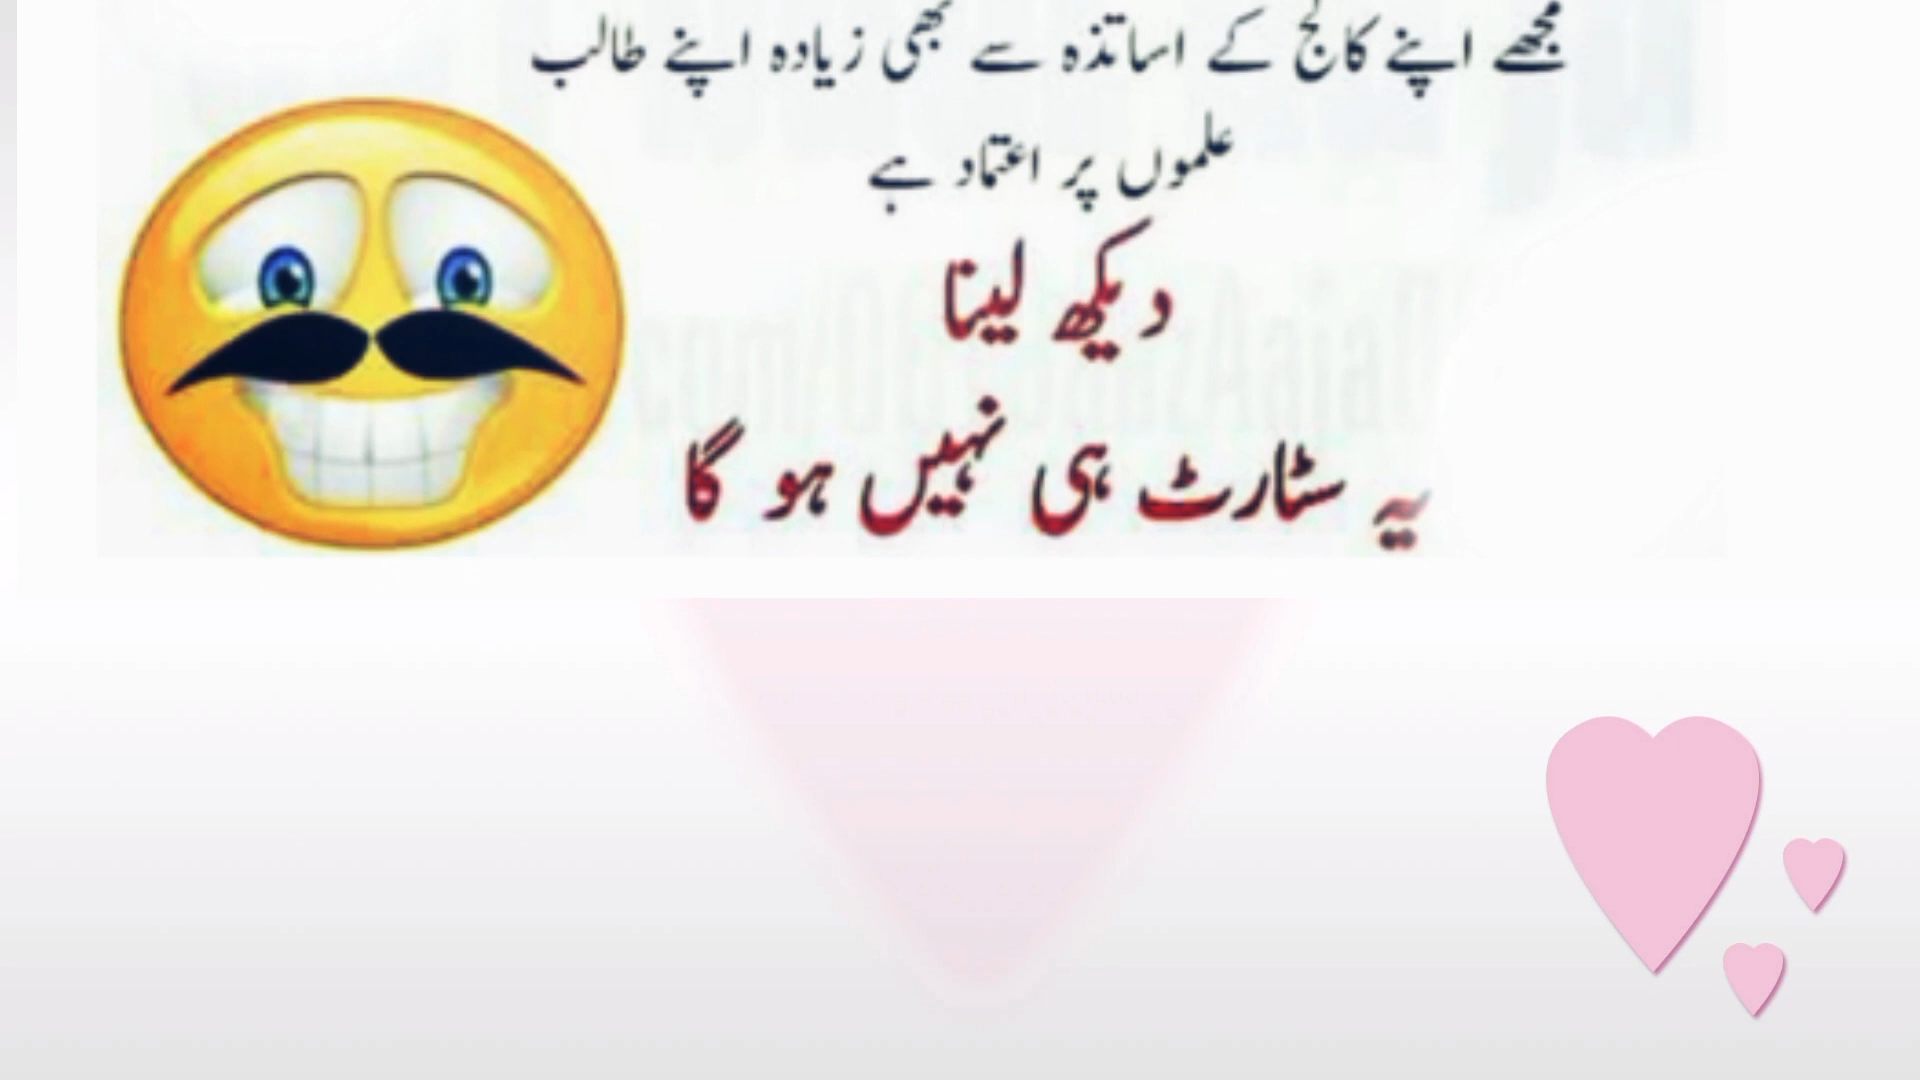 مجھے اپنے کالج کے اساتذہ سے بھی زیادہ اپنے طالب
علموں پر اعتماد ہے
دیکھ لینا
یہ سٹارٹ ہی نہیں ہو گا